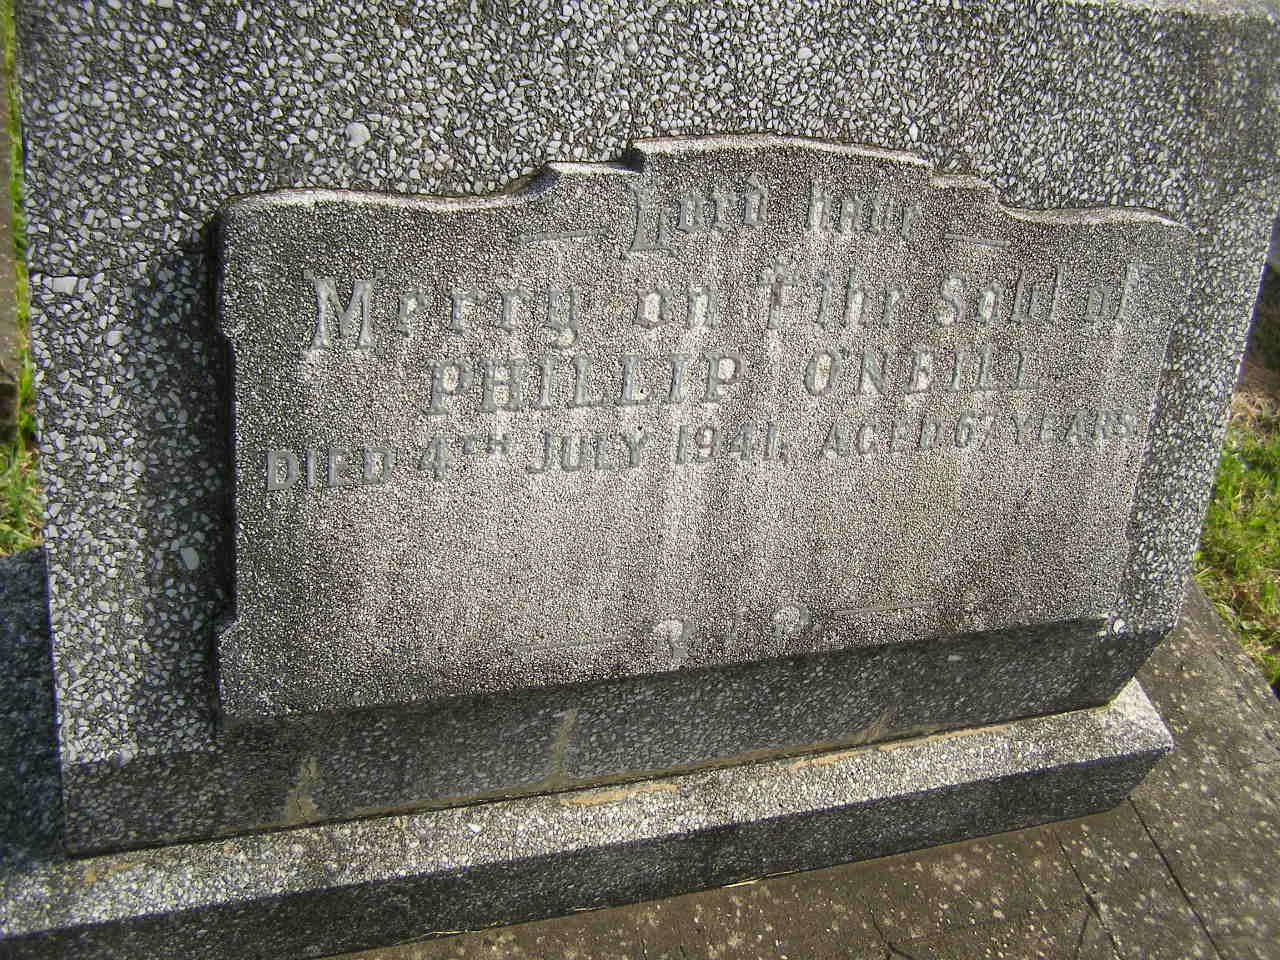 Lord have
Mercy on the Soul of
PHILLIP O'NEILL
DIED 4TH JULY 1941. AGED 67 YEARS.
R I P